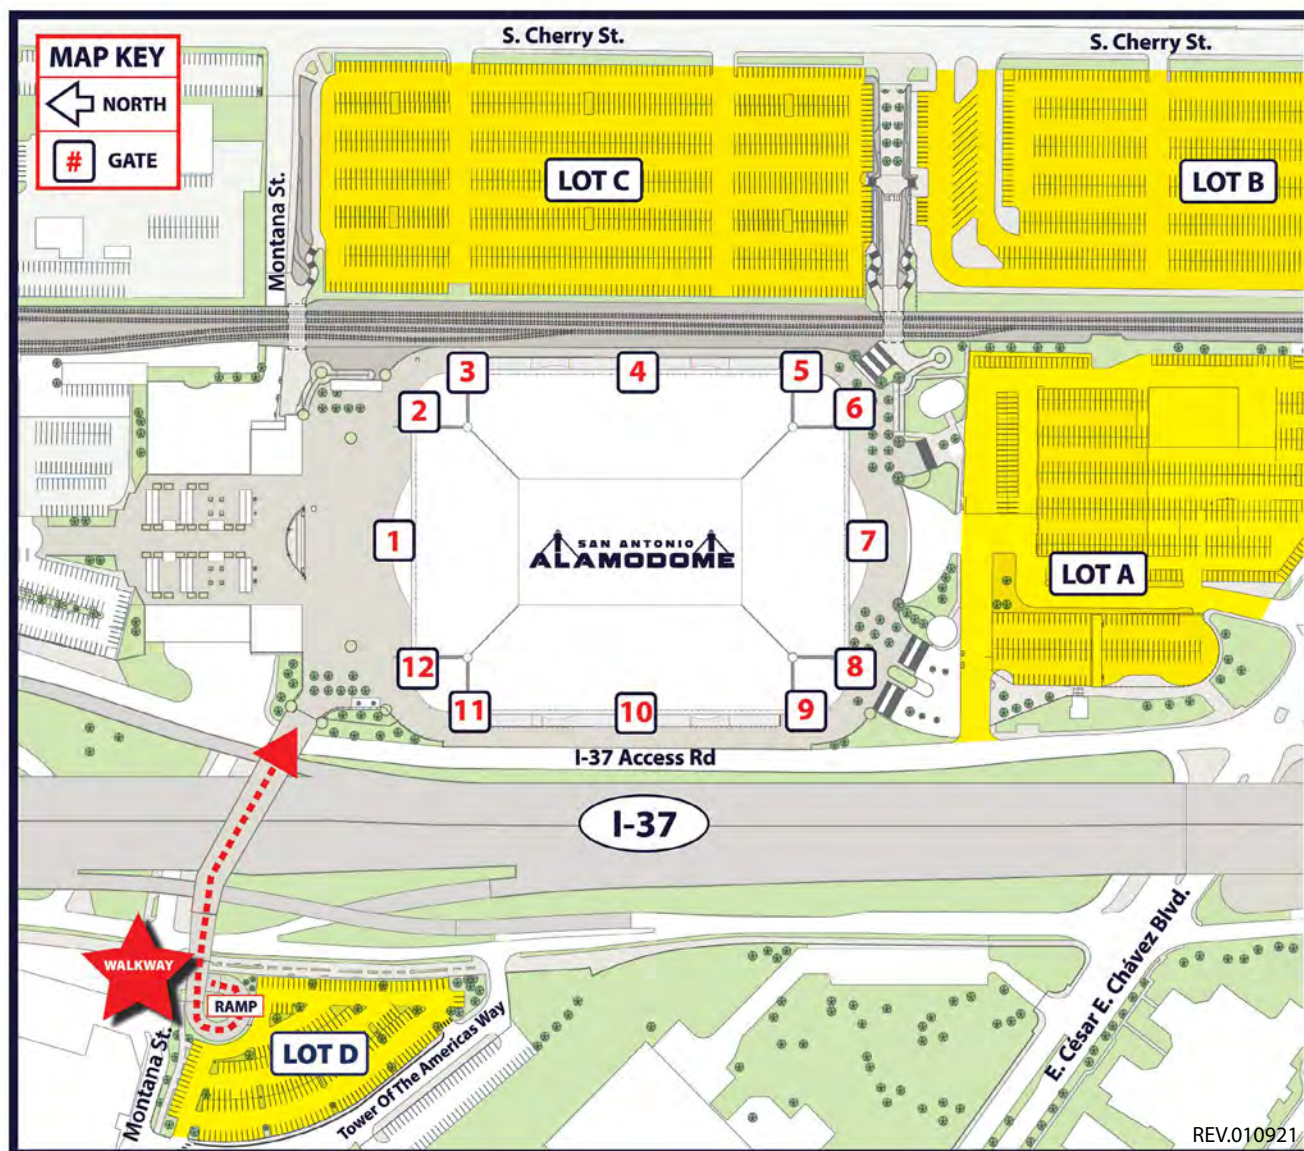 S. Cherry St.
S. Cherry St.
MAP KEY
NORTH
# GATE
Montana St.
LOT C
LOT B
3
4
5
2
6
1
SAN ANTONIO
ALAMODOME
7
LOT A
12
8
11
10
9
I-37 Access Rd
I-37
WALKWAY
RAMP
LOT D
Montana St.
Tower Of The Americas Way
E. César E. Chávez Blvd.
REV.010921